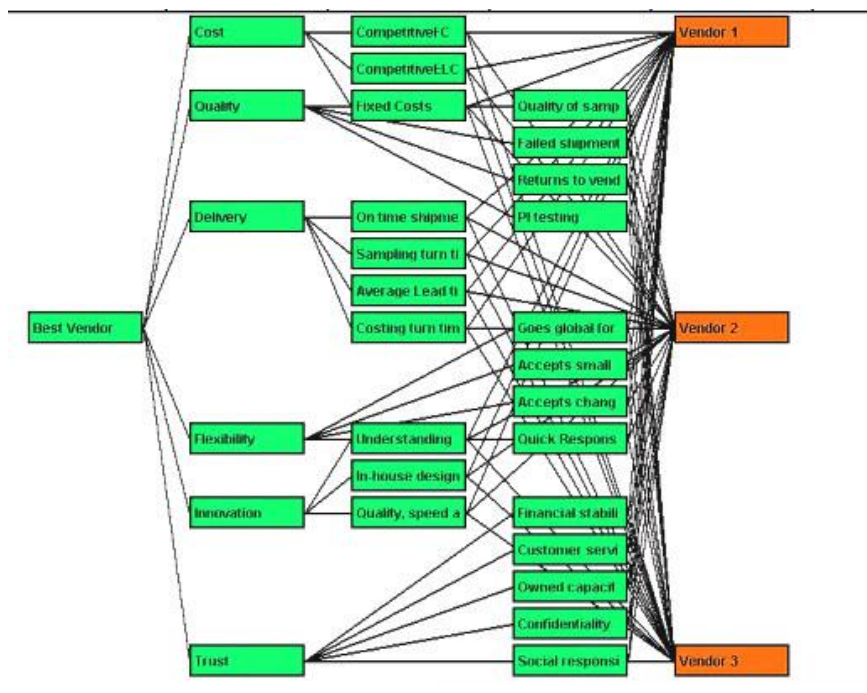 Cost
CompetitiveFC
Vendor 1
CompetitiveELC
Quality
Fixed Costs
Quality of samp
Failed shipment
Returns to vend
Delivery
On time shipme
PI testing
Sampling turn ti
Average Lead ti
Best Vendor
Costing turn tim
Goes global for
Vendor 2
Accepts small
Accepts chang
Flexibility
Understanding
Quick Respons
In-house design
Innovation
Quality, speed a
Financial stabili
Customer servi
Owned capacit
Confidentiality
Trust
Social responsi
Vendor 3